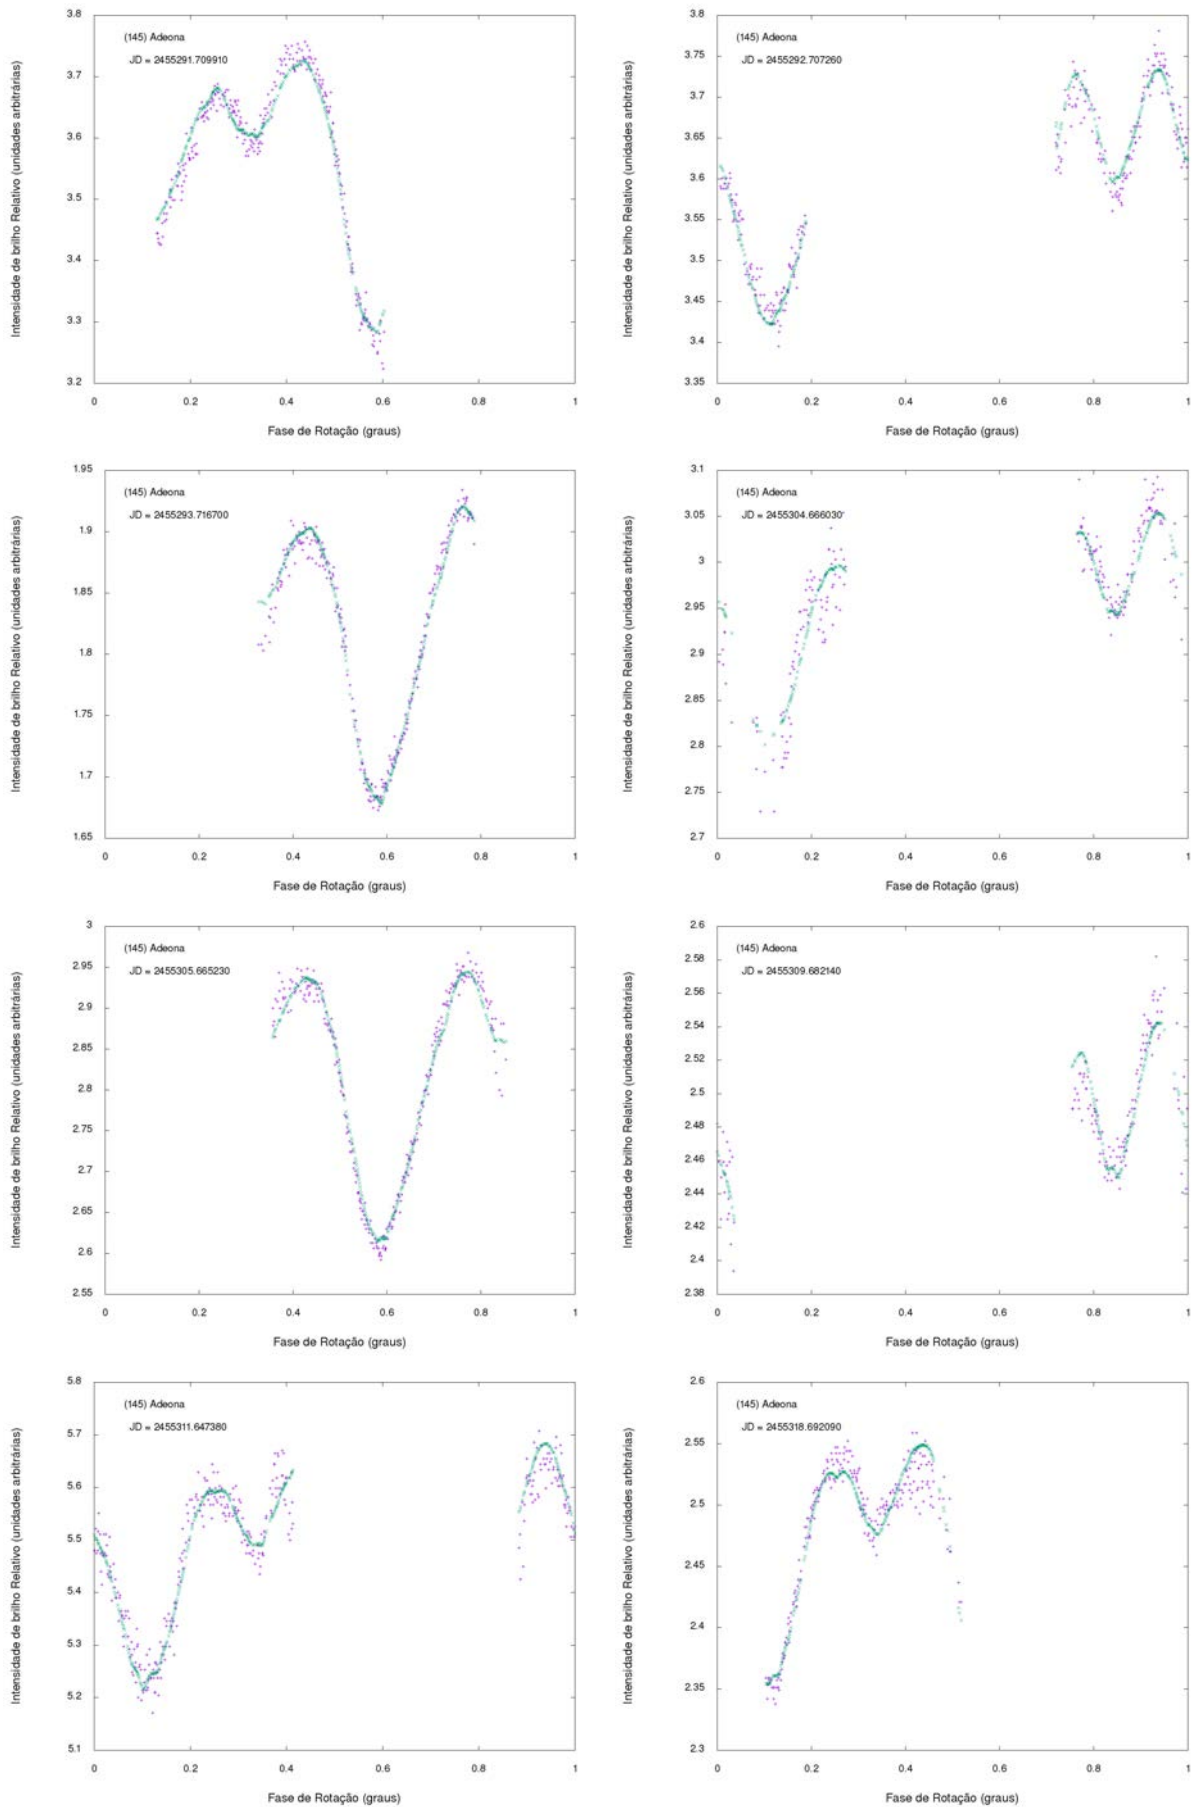 (145) Adeona
JD = 2455291.709910
Intensidade de brilho Relativo (unidades arbitrárias)
3.8
3.7
3.6
3.5
3.4
3.3
3.2
0 0.2 0.4 0.6 0.8 1
Fase de Rotação (graus)
(145) Adeona
JD = 2455292.707260
Intensidade de brilho Relativo (unidades arbitrárias)
3.8
3.75
3.7
3.65
3.6
3.55
3.5
3.45
3.4
3.35
0 0.2 0.4 0.6 0.8 1
Fase de Rotação (graus)
(145) Adeona
JD = 2455293.716700
Intensidade de brilho Relativo (unidades arbitrárias)
1.95
1.9
1.85
1.8
1.75
1.7
1.65
0 0.2 0.4 0.6 0.8 1
Fase de Rotação (graus)
(145) Adeona
JD = 2455304.666030
Intensidade de brilho Relativo (unidades arbitrárias)
3.1
3.05
3
2.95
2.9
2.85
2.8
2.75
2.7
0 0.2 0.4 0.6 0.8 1
Fase de Rotação (graus)
(145) Adeona
JD = 2455305.665230
Intensidade de brilho Relativo (unidades arbitrárias)
3
2.95
2.9
2.85
2.8
2.75
2.7
2.65
2.6
2.55
0 0.2 0.4 0.6 0.8 1
Fase de Rotação (graus)
(145) Adeona
JD = 2455309.682140
Intensidade de brilho Relativo (unidades arbitrárias)
2.6
2.58
2.56
2.54
2.52
2.5
2.48
2.46
2.44
2.42
2.4
2.38
0 0.2 0.4 0.6 0.8 1
Fase de Rotação (graus)
(145) Adeona
JD = 2455311.647380
Intensidade de brilho Relativo (unidades arbitrárias)
5.8
5.7
5.6
5.5
5.4
5.3
5.2
5.1
0 0.2 0.4 0.6 0.8 1
Fase de Rotação (graus)
(145) Adeona
JD = 2455318.692090
Intensidade de brilho Relativo (unidades arbitrárias)
2.6
2.55
2.5
2.45
2.4
2.35
2.3
0 0.2 0.4 0.6 0.8 1
Fase de Rotação (graus)